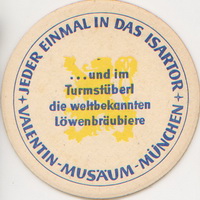 JEDER EINMAL IN DAS ISARTOR
...und im
Turmstüberl
die weltbekannten
Löwenbräubiere
VALENTIN-MUSÄUM-MÜNCHEN